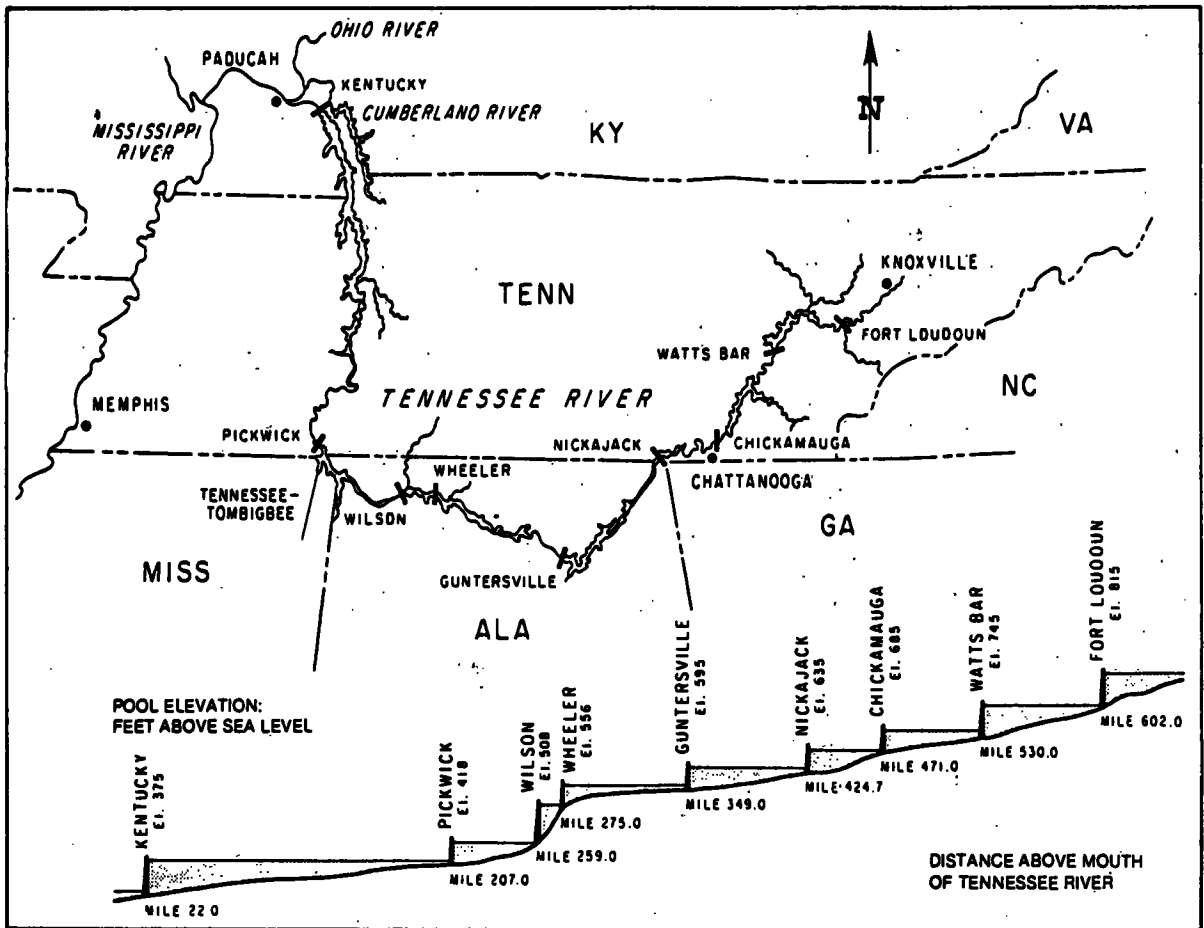 OHIO RIVER
PADUCAH
KENTUCKY
CUMBERLAND RIVER
MISSISSIPPI
RIVER
N
KY
VA
TENN
KNOXVILLE
FORT LOUDOUN
WATTS BAR
NC
TENNESSEE RIVER
MEMPHIS
PICKWICK
NICKAJACK
CHICKAMAUGA
CHATTANOOGA
WHEELER
TENNESSEE-
TOMBIGBEE
WILSON
GA
MISS
GUNTERSVILLE
ALA
POOL ELEVATION:
FEET ABOVE SEA LEVEL
KENTUCKY
El. 375
PICKWICK
El. 418
WILSON
El. 508
WHEELER
El. 556
GUNTERSVILLE
El. 595
NICKAJACK
El. 635
CHICKAMAUGA
El. 685
WATTS BAR
El. 745
FORT LOUDOUN
El. 815
MILE 22.0
MILE 207.0
MILE 259.0
MILE 275.0
MILE 349.0
MILE 424.7
MILE 471.0
MILE 530.0
MILE 602.0
DISTANCE ABOVE MOUTH
OF TENNESSEE RIVER